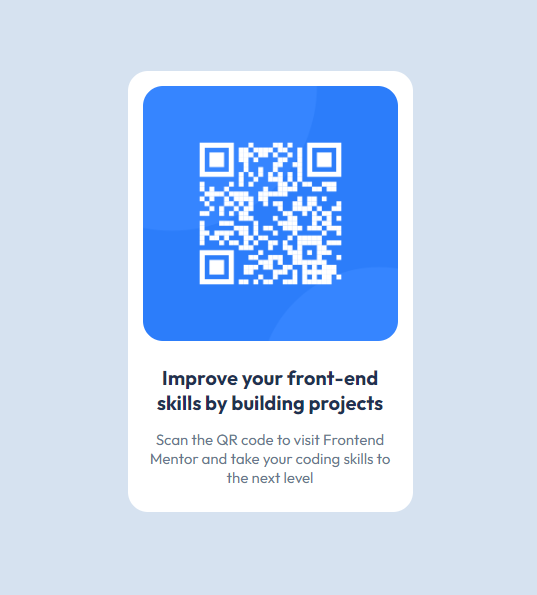 Improve your front-end
skills by building projects
Scan the QR code to visit Frontend
Mentor and take your coding skills to
the next level